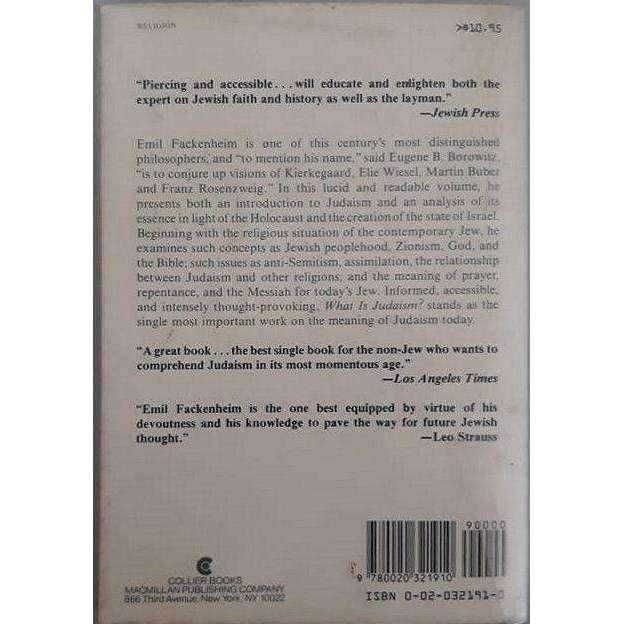 RELIGION
>$10.95
“Piercing and accessible...will educate and enlighten both the
expert on Jewish faith and history as well as the layman.”
—Jewish Press
Emil Fackenheim is one of this century’s most distinguished
philosophers, and “to mention his name,” said Eugene B. Borowitz,
“is to conjure up visions of Kierkegaard, Elie Wiesel, Martin Buber
and Franz Rosenzweig.” In this lucid and readable volume, he
presents both an introduction to Judaism and an analysis of its
essence in light of the Holocaust and the creation of the state of Israel.
Beginning with the religious situation of the contemporary Jew, he
examines such concepts as Jewish peoplehood, Zionism, God, and
the Bible; such issues as anti-Semitism, assimilation, the relationship
between Judaism and other religions; and the meaning of prayer,
repentance, and the Messiah for today’s Jew. Informed, accessible,
and intensely thought-provoking, What Is Judaism? stands as the
single most important work on the meaning of Judaism today.
“A great book...the best single book for the non-Jew who wants to
comprehend Judaism in its most momentous age.”
—Los Angeles Times
“Emil Fackenheim is the one best equipped by virtue of his
devoutness and his knowledge to pave the way for future Jewish
thought.” —Leo Strauss
COLLIER BOOKS
MACMILLAN PUBLISHING COMPANY
866 Third Avenue, New York, NY 10022
90000
9 780020 321910
ISBN 0-02-032191-0